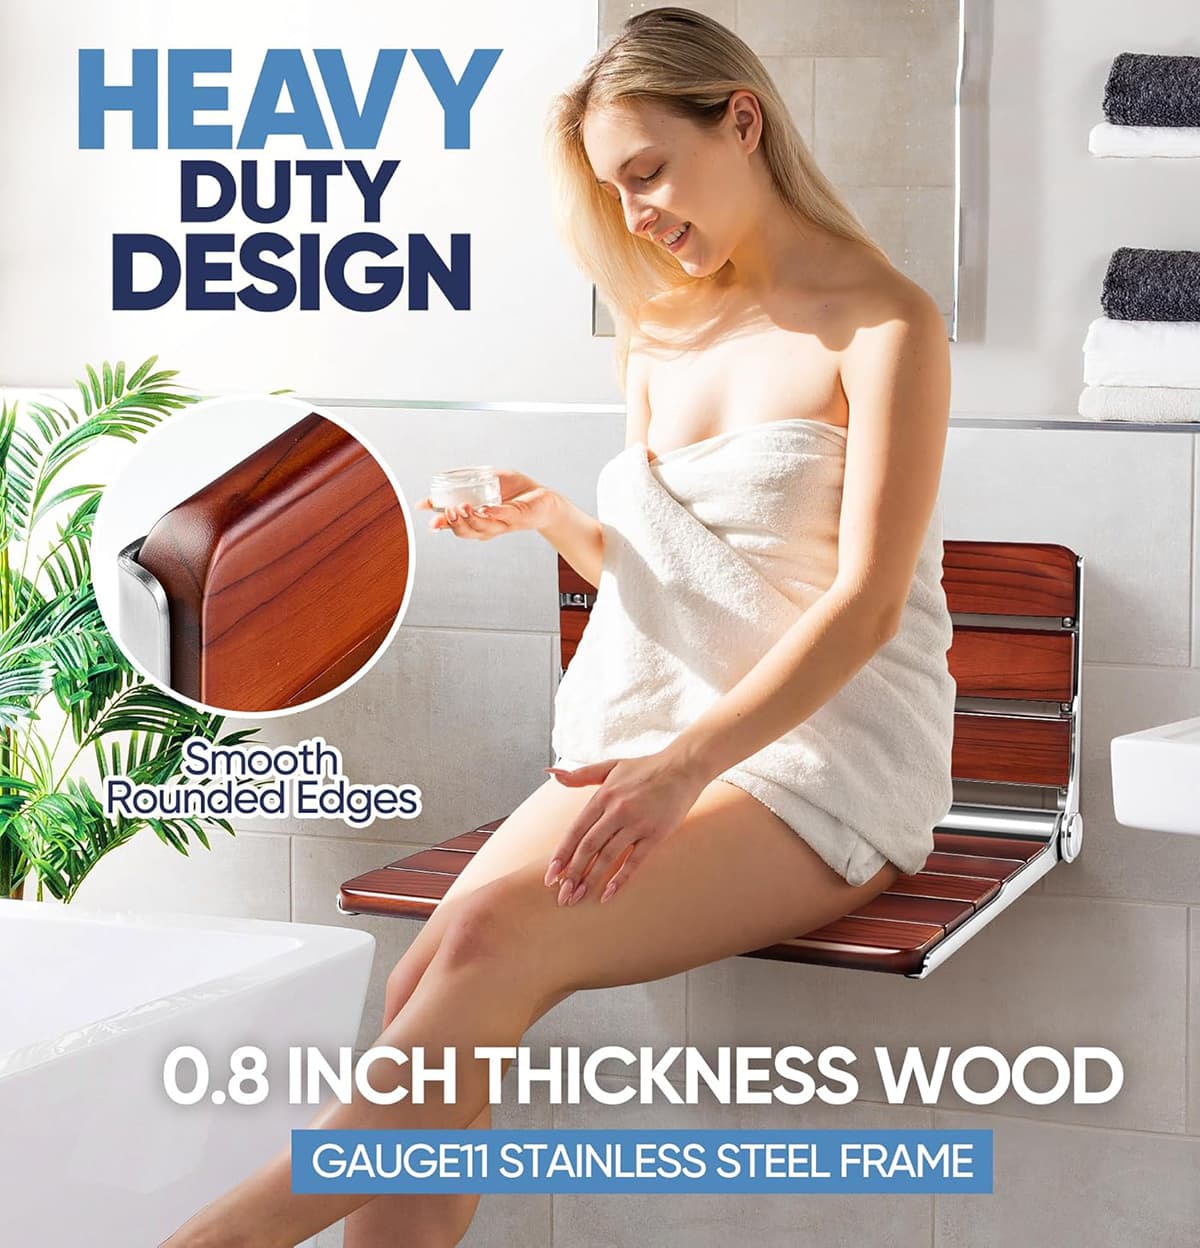 HEAVY
DUTY
DESIGN
Smooth
Rounded Edges
0.8 INCH THICKNESS WOOD
GAUGE11 STAINLESS STEEL FRAME